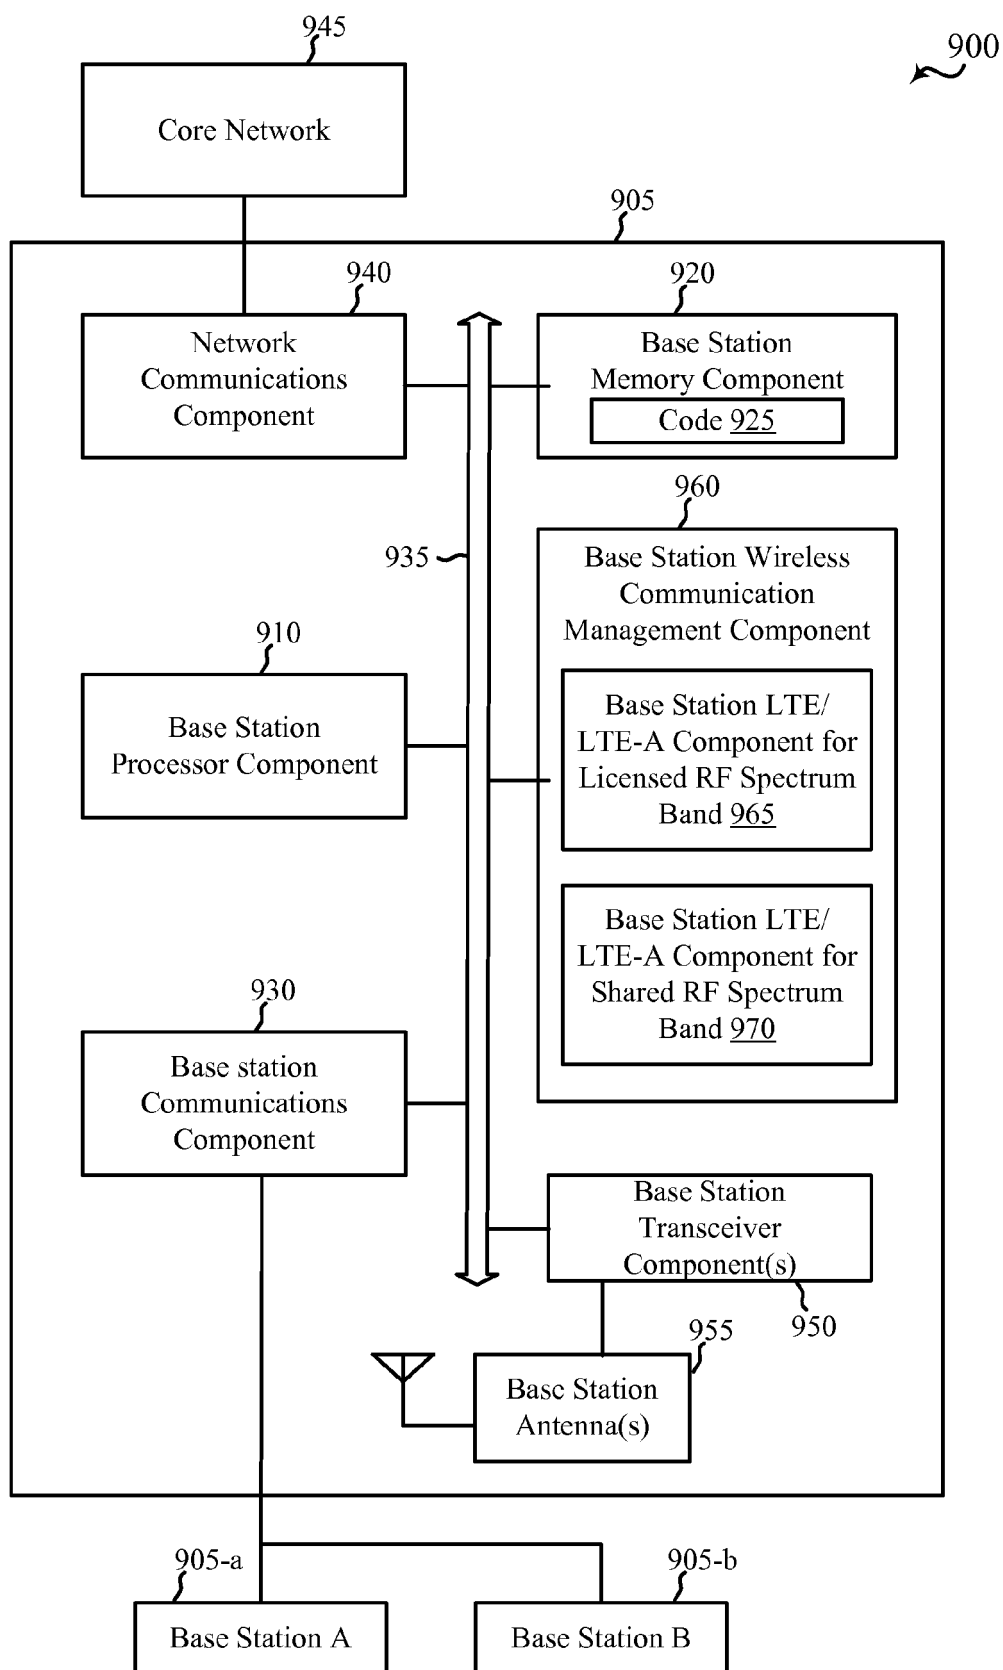 945
900
Core Network
905
940
920
Network
Communications
Component
Base Station
Memory Component
Code 925
935
960
Base Station Wireless
Communication
Management Component
910
Base Station
Processor Component
Base Station LTE/
LTE-A Component for
Licensed RF Spectrum
Band 965
Base Station LTE/
LTE-A Component for
Shared RF Spectrum
Band 970
930
Base station
Communications
Component
Base Station
Transceiver
Component(s)
950
955
Base Station
Antenna(s)
905-a
905-b
Base Station A
Base Station B